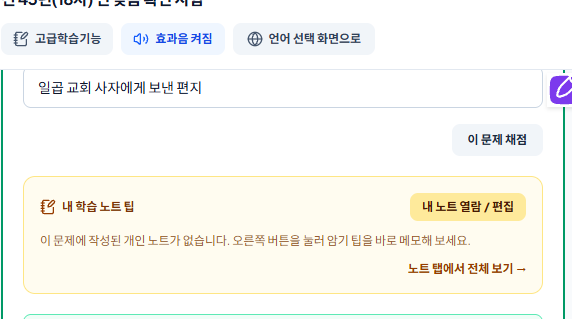 고급학습기능
효과음 켜짐
언어 선택 화면으로
일곱 교회 사자에게 보낸 편지
이 문제 채점
내 학습 노트 팁
내 노트 열람 / 편집
이 문제에 작성된 개인 노트가 없습니다. 오른쪽 버튼을 눌러 암기 팁을 바로 메모해 보세요.
노트 탭에서 전체 보기 →